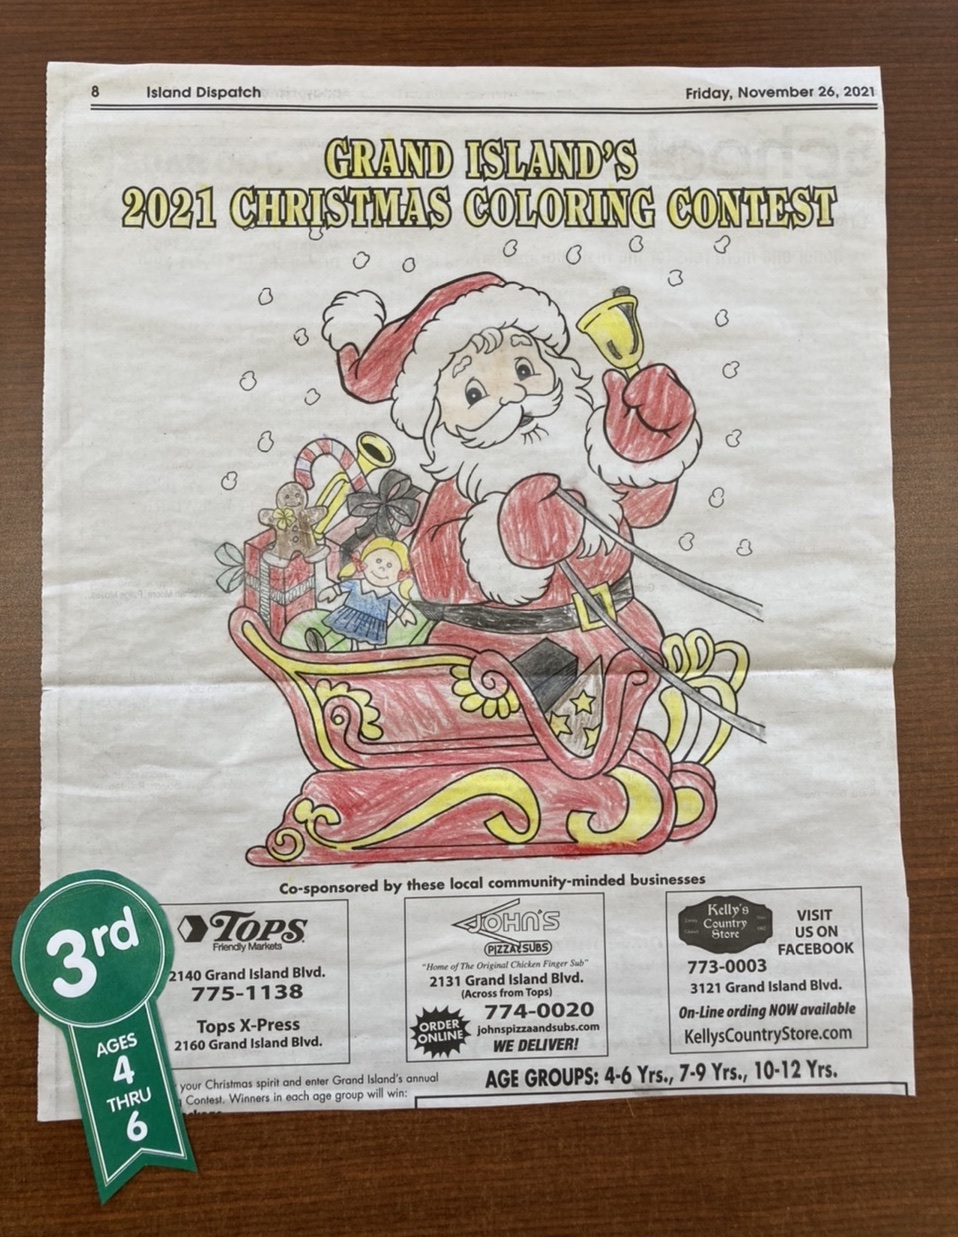 8 Island Dispatch Friday, November 26, 2021
GRAND ISLAND'S
2021 CHRISTMAS COLORING CONTEST
Co-sponsored by these local community-minded businesses
TOPS
Friendly Markets
2140 Grand Island Blvd.
775-1138
Tops X-Press
2160 Grand Island Blvd.
JOHN'S
PIZZA & SUBS
"Home of The Original Chicken Finger Sub"
2131 Grand Island Blvd.
(Across from Tops)
ORDER
ONLINE
774-0020
johnspizzaandsubs.com
WE DELIVER!
Kelly's
Country
Store
VISIT
US ON
FACEBOOK
773-0003
3121 Grand Island Blvd.
On-Line ording NOW available
KellysCountryStore.com
your Christmas spirit and enter Grand Island's annual
Contest. Winners in each age group will win:
AGE GROUPS: 4-6 Yrs., 7-9 Yrs., 10-12 Yrs.
3rd
AGES
4
THRU
6